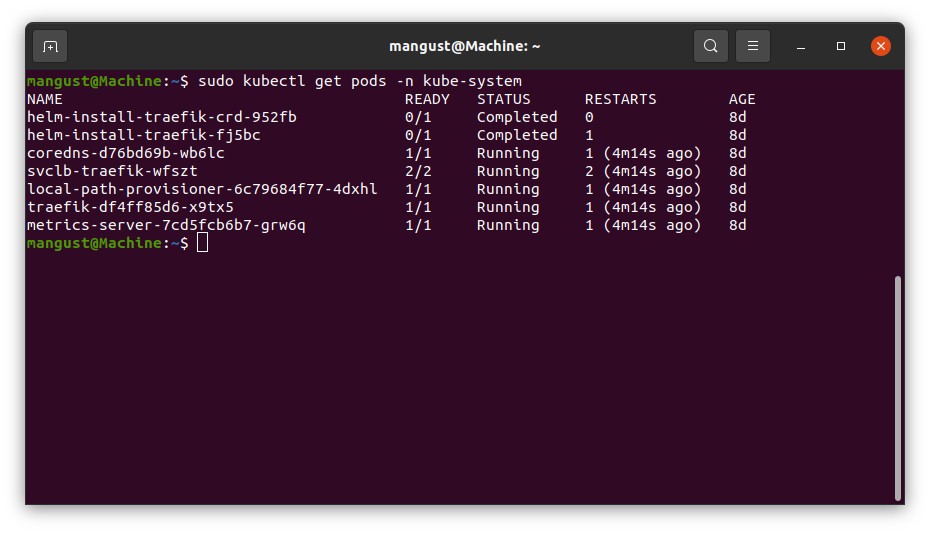 mangust@Machine: ~
mangust@Machine:~$ sudo kubectl get pods -n kube-system
NAME READY STATUS RESTARTS AGE
helm-install-traefik-crd-952fb 0/1 Completed 0 8d
helm-install-traefik-fj5bc 0/1 Completed 1 8d
coredns-d76bd69b-wb6lc 1/1 Running 1 (4m14s ago) 8d
svclb-traefik-wfszt 2/2 Running 2 (4m14s ago) 8d
local-path-provisioner-6c79684f77-4dxhl 1/1 Running 1 (4m14s ago) 8d
traefik-df4ff85d6-x9tx5 1/1 Running 1 (4m14s ago) 8d
metrics-server-7cd5fcb6b7-grw6q 1/1 Running 1 (4m14s ago) 8d
mangust@Machine:~$